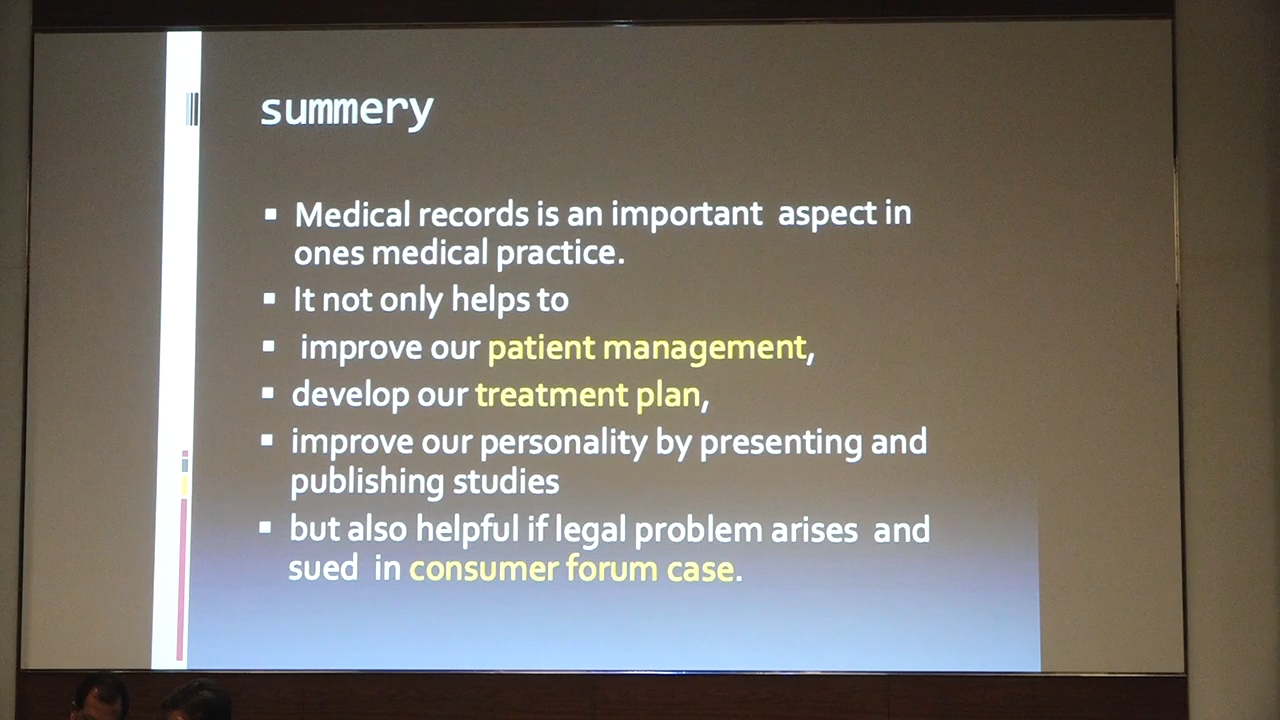 summery
▪ Medical records is an important aspect in
ones medical practice.
▪ It not only helps to
▪ improve our patient management,
▪ develop our treatment plan,
▪ improve our personality by presenting and
publishing studies
▪ but also helpful if legal problem arises and
sued in consumer forum case.